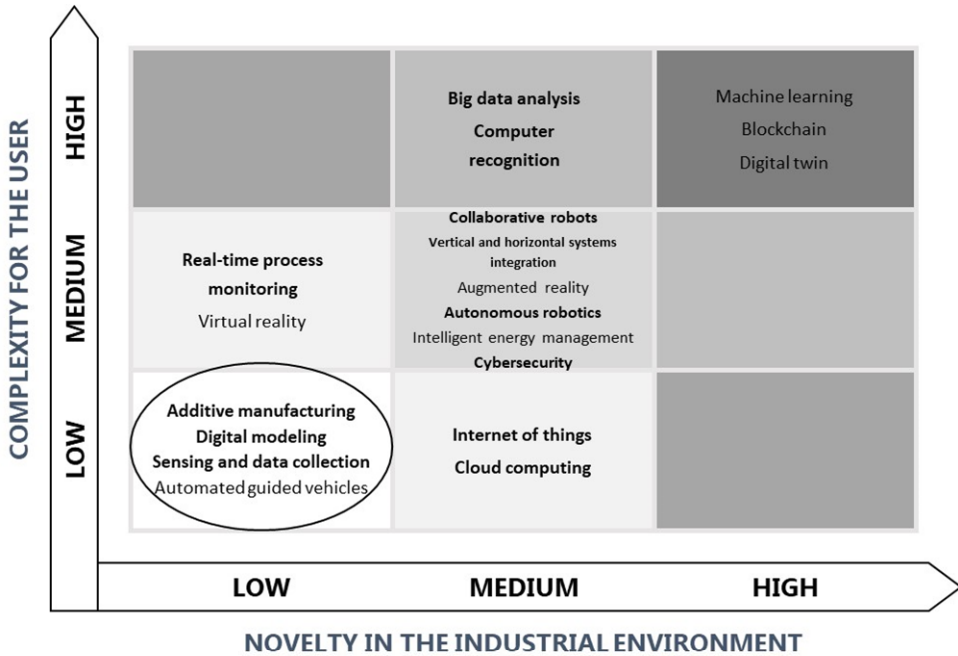 COMPLEXITY FOR THE USER
HIGH
Big data analysis
Computer
recognition
Machine learning
Blockchain
Digital twin
MEDIUM
Real-time process
monitoring
Virtual reality
Collaborative robots
Vertical and horizontal systems
integration
Augmented reality
Autonomous robotics
Intelligent energy management
Cybersecurity
LOW
Additive manufacturing
Digital modeling
Sensing and data collection
Automated guided vehicles
Internet of things
Cloud computing
LOW
MEDIUM
HIGH
NOVELTY IN THE INDUSTRIAL ENVIRONMENT